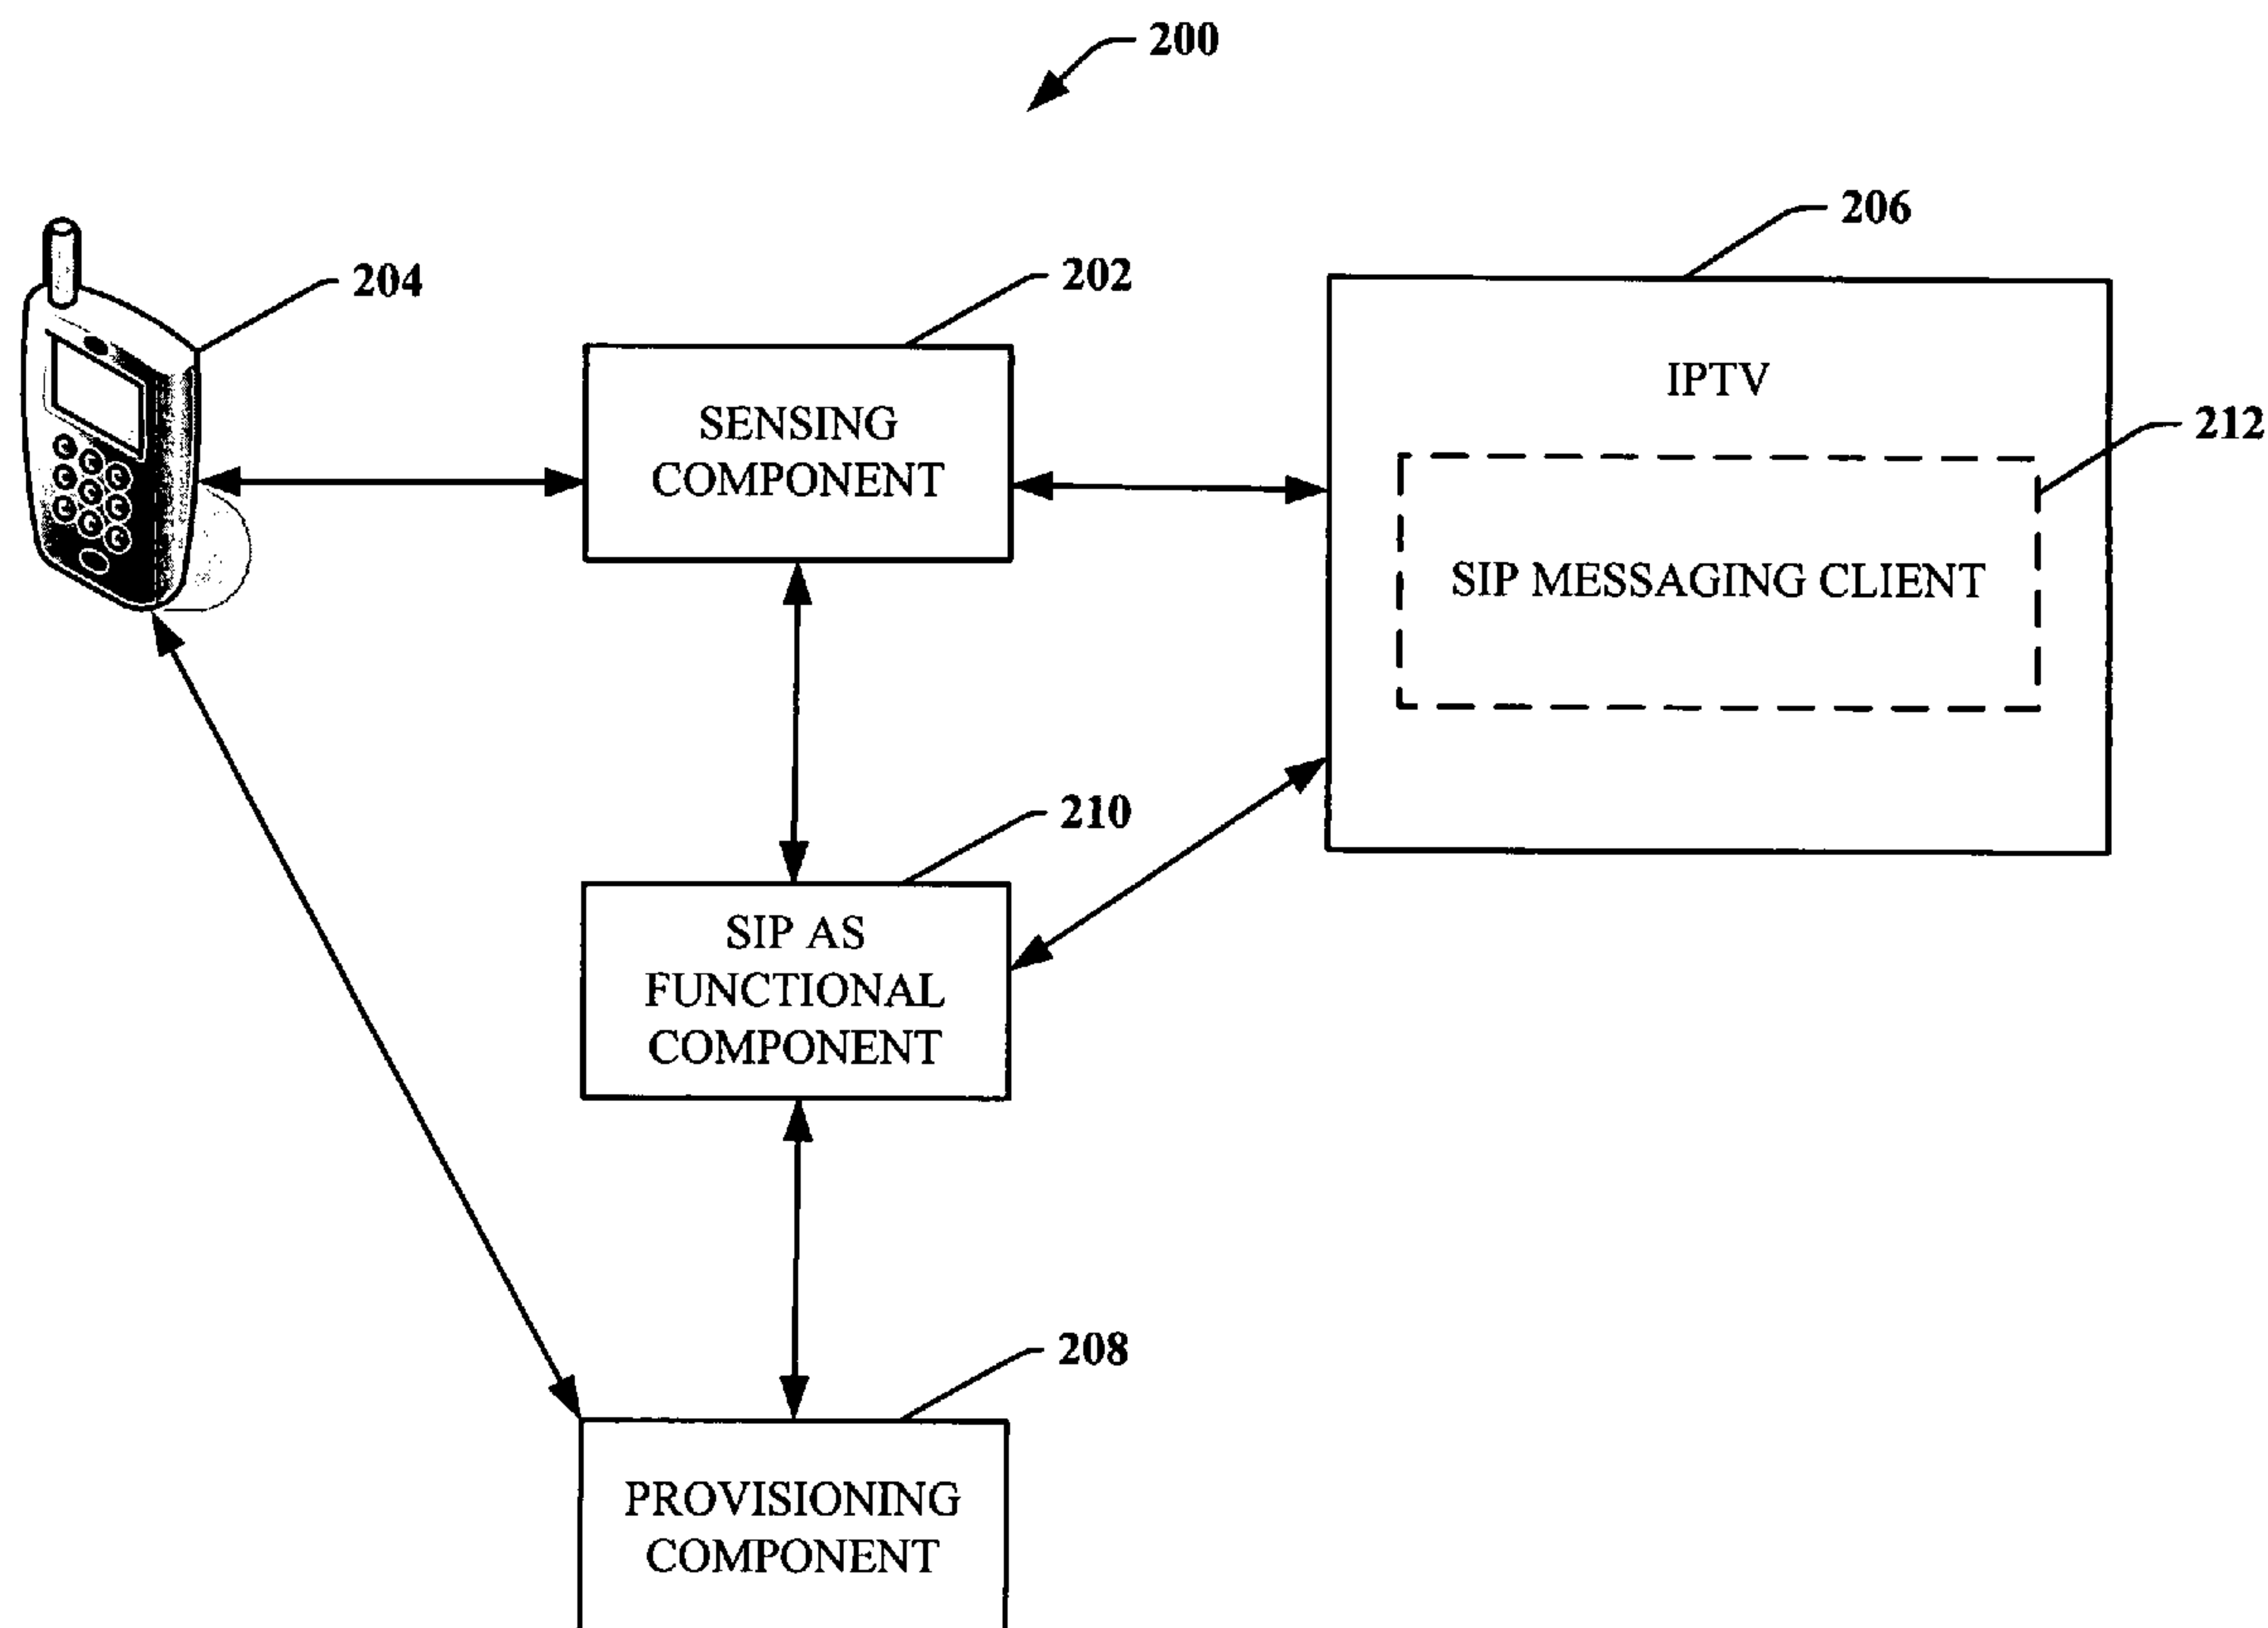 200
206
204
202
IPTV
SENSING
COMPONENT
212
SIP MESSAGING CLIENT
210
SIP AS
FUNCTIONAL
COMPONENT
208
PROVISIONING
COMPONENT